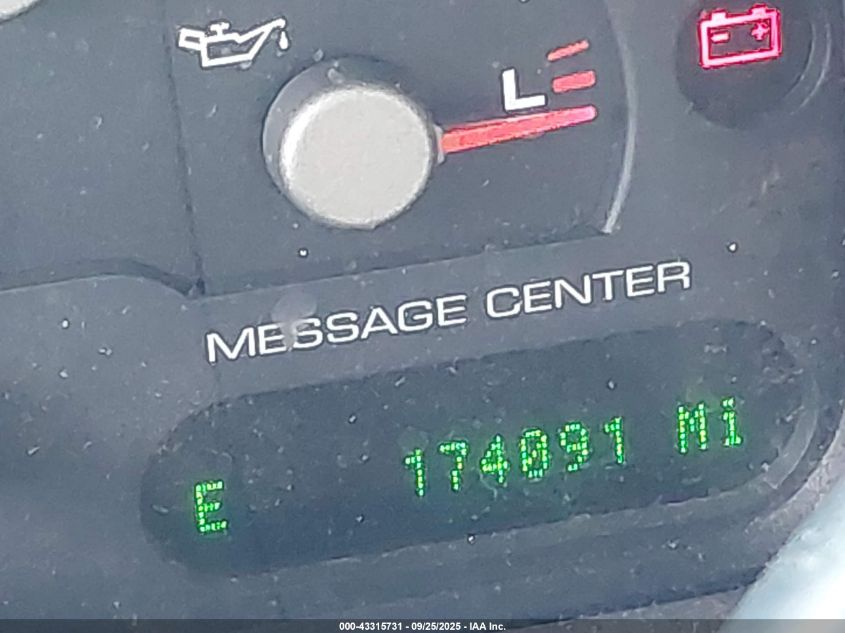 L
MESSAGE CENTER
E 174091 Mi
000-43315731 - 09/25/2025 - IAA Inc.